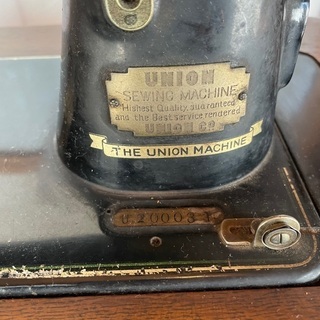 UNION
SEWING MACHINE
Highest Quality, guaranteed
and the Best service rendered
UNION CO
THE UNION MACHINE